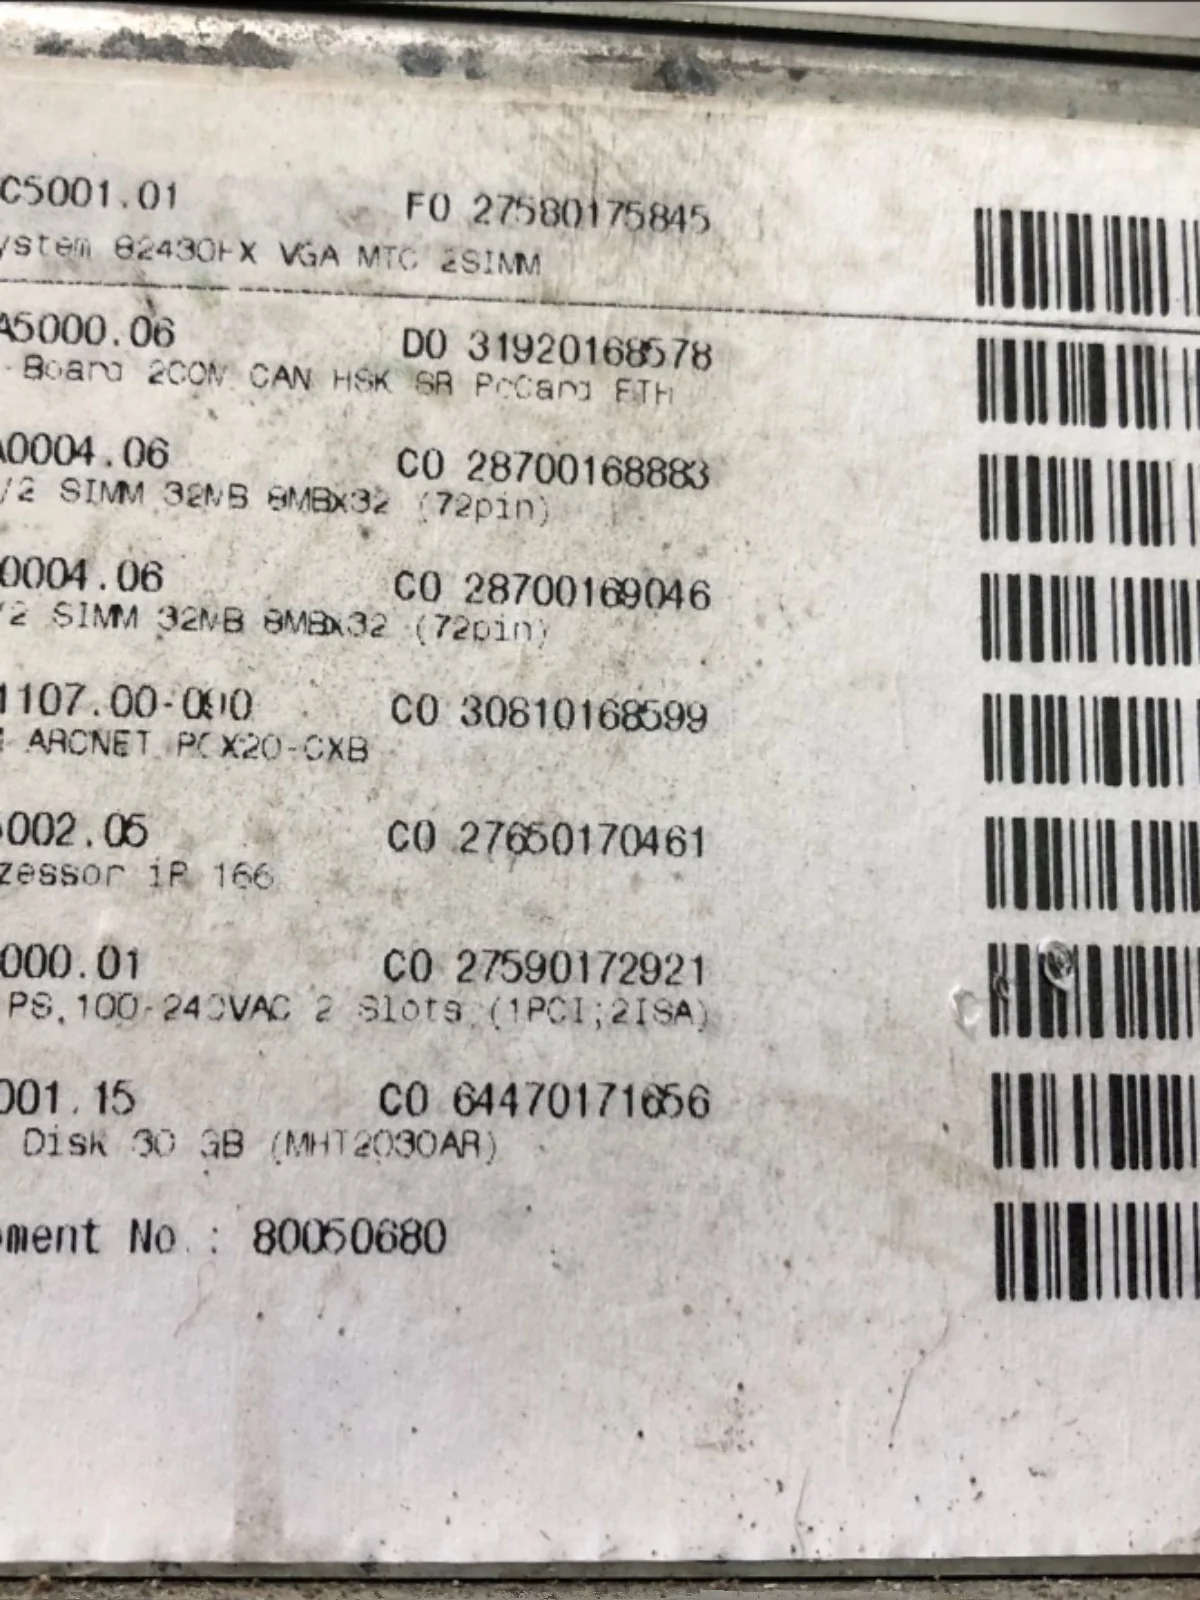 C5001.01 F0 27580175845
ystem 82430HX VGA MTC 2SIMM
A5000.06 D0 31920168578
Board 2COM CAN HSK SR PcCard ETH
A0004.06 C0 28700168883
/2 SIMM 32MB 8MBx32 (72pin)
0004.06 C0 28700169046
/2 SIMM 32MB 8MBx32 (72pin)
1107.00-000 C0 30810168599
ARCNET PCX20-CXB
5002.05 C0 27650170461
zessor iP 166
000.01 C0 27590172921
PS,100-240VAC 2 Slots (1PCI;2ISA)
001.15 C0 64470171656
Disk 30 GB (MHT2030AR)
ment No.: 80050680